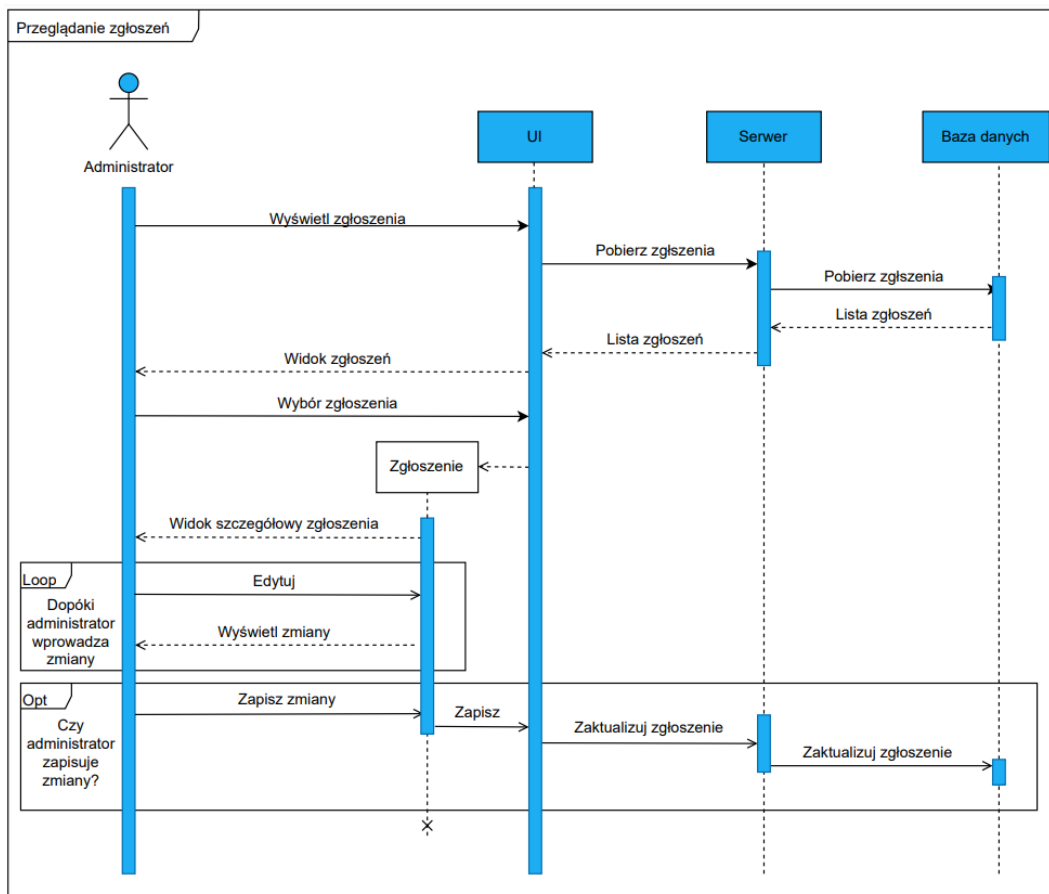 Przeglądanie zgłoszeń
Administrator
UI
Serwer
Baza danych
Wyświetl zgłoszenia
Pobierz zgłszenia
Pobierz zgłszenia
Lista zgłoszeń
Lista zgłoszeń
Widok zgłoszeń
Wybór zgłoszenia
Zgłoszenie
Widok szczegółowy zgłoszenia
Loop
Edytuj
Dopóki
administrator
wprowadza
zmiany
Wyświetl zmiany
Opt
Zapisz zmiany
Zapisz
Czy
administrator
zapisuje
zmiany?
Zaktualizuj zgłoszenie
Zaktualizuj zgłoszenie